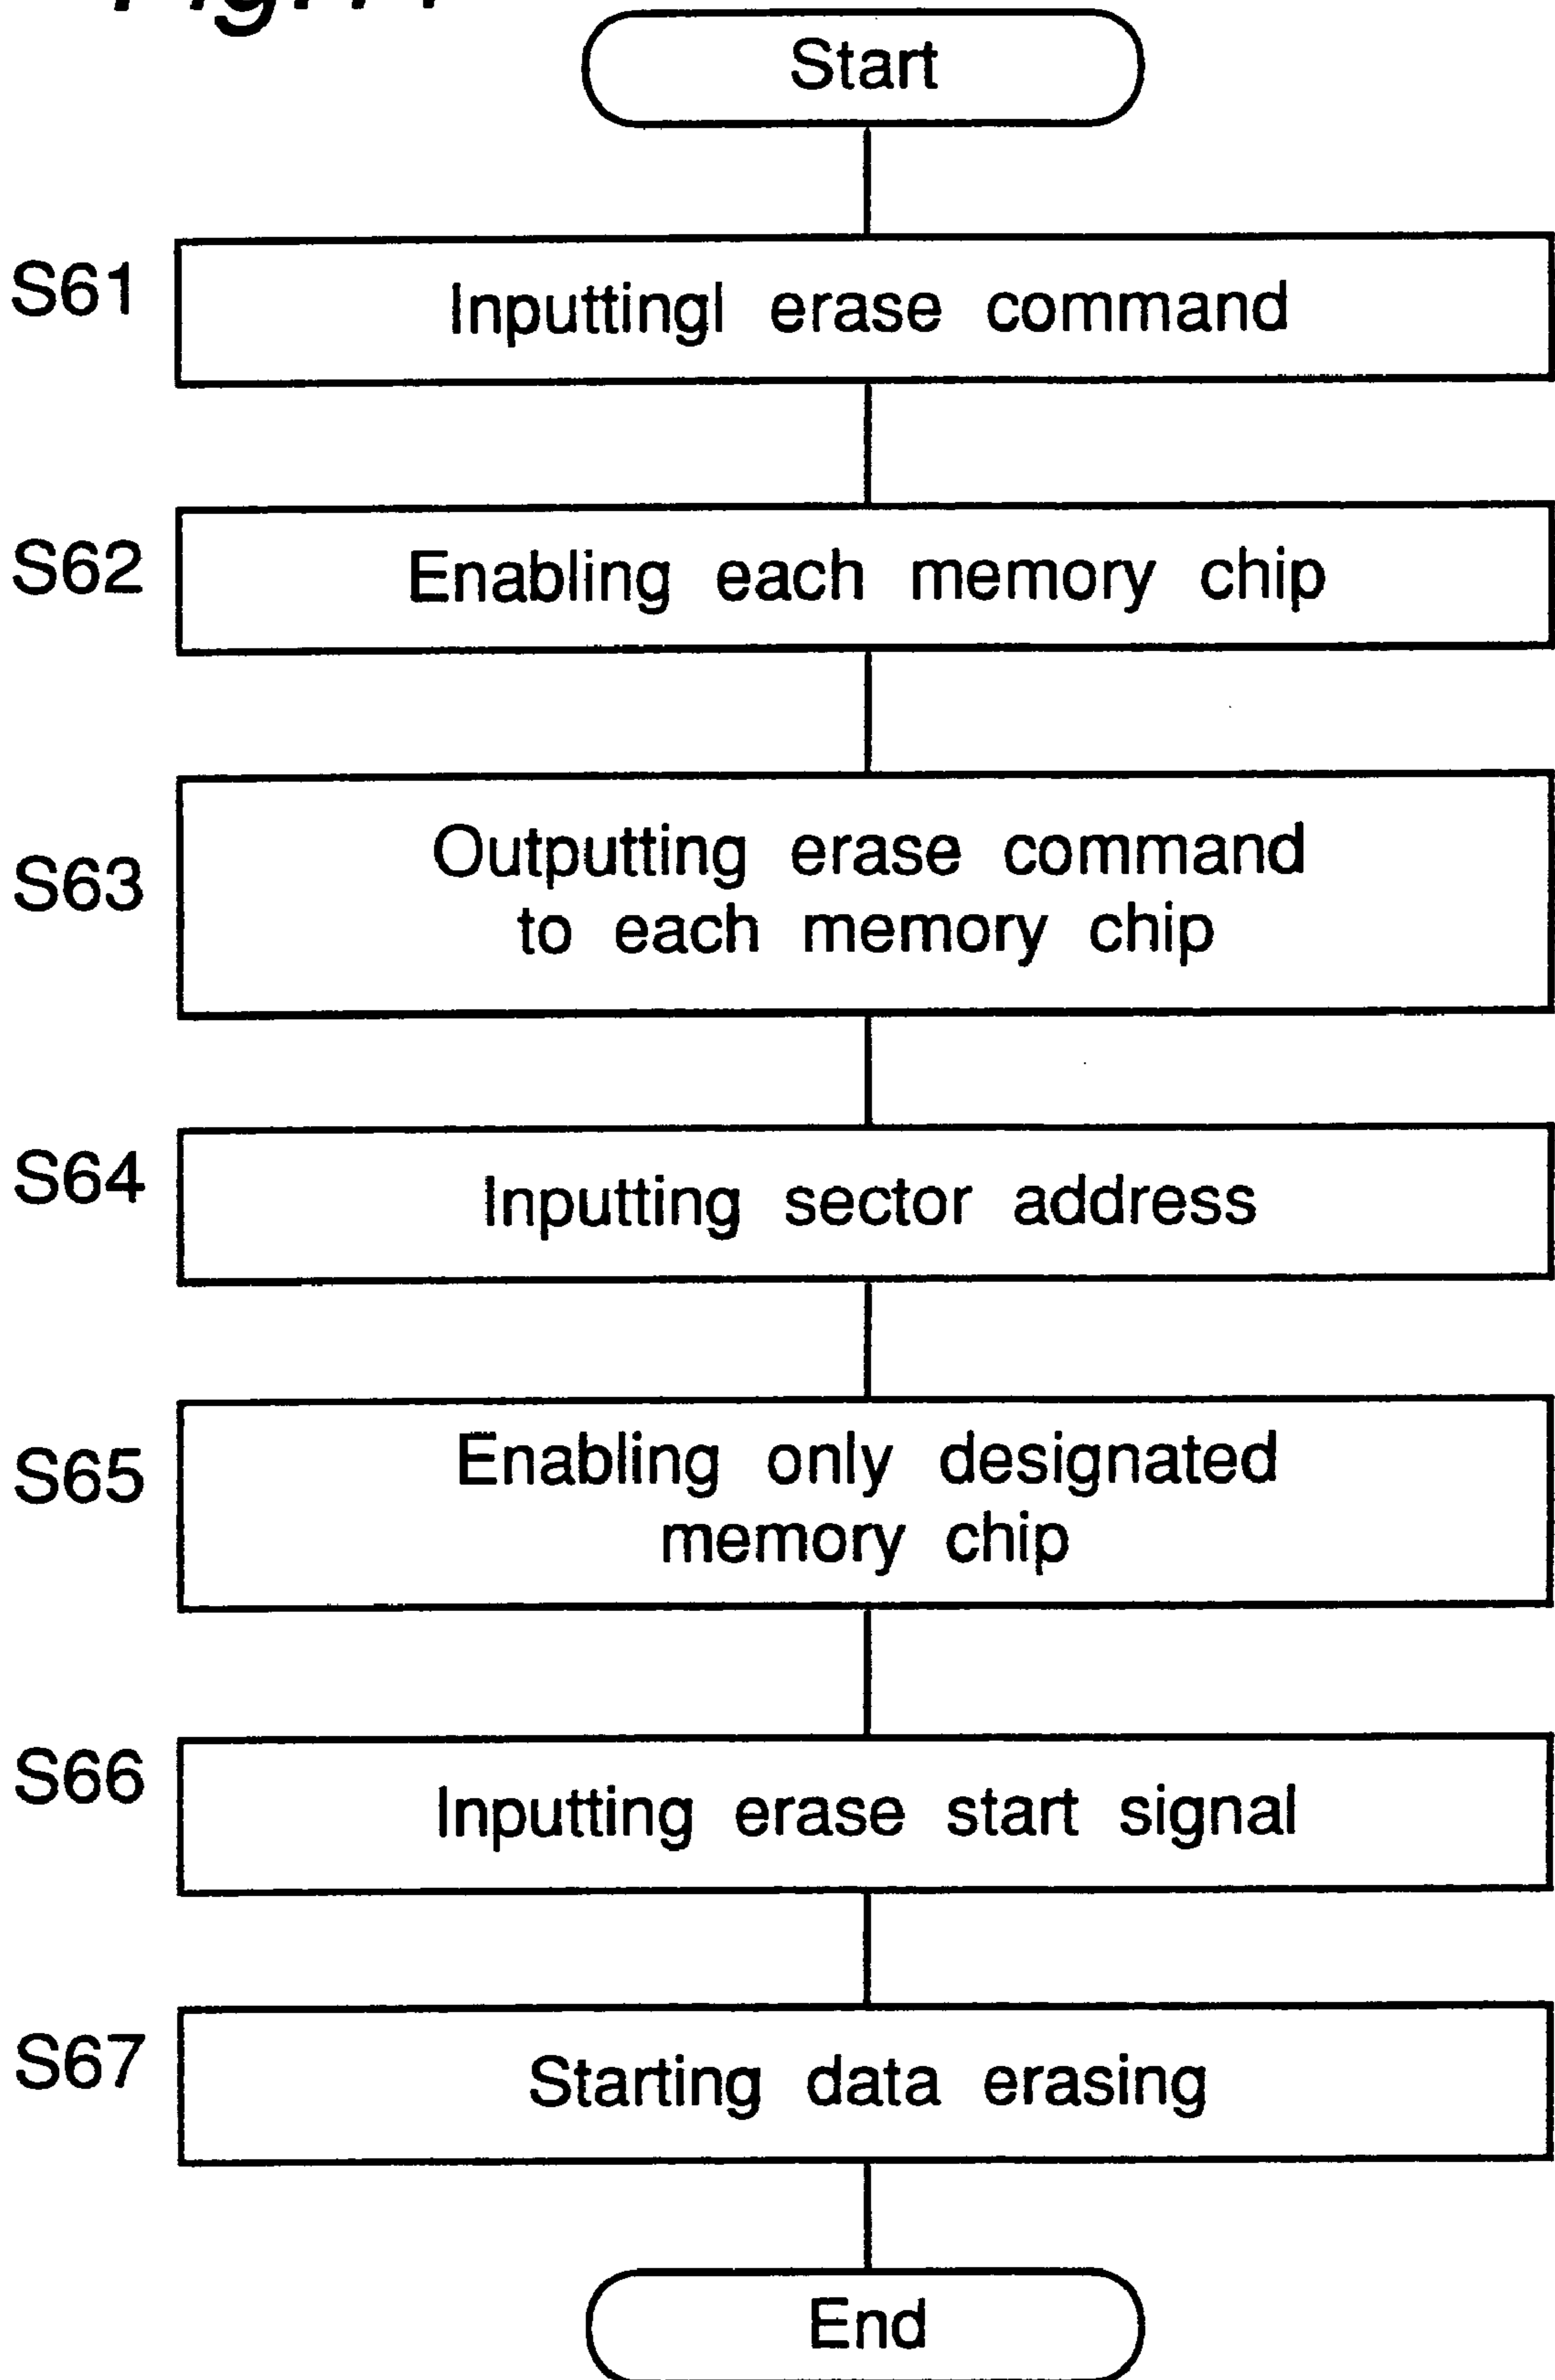 Start
S61
Inputtingl erase command
S62
Enabling each memory chip
S63
Outputting erase command
to each memory chip
S64
Inputting sector address
S65
Enabling only designated
memory chip
S66
Inputting erase start signal
S67
Starting data erasing
End